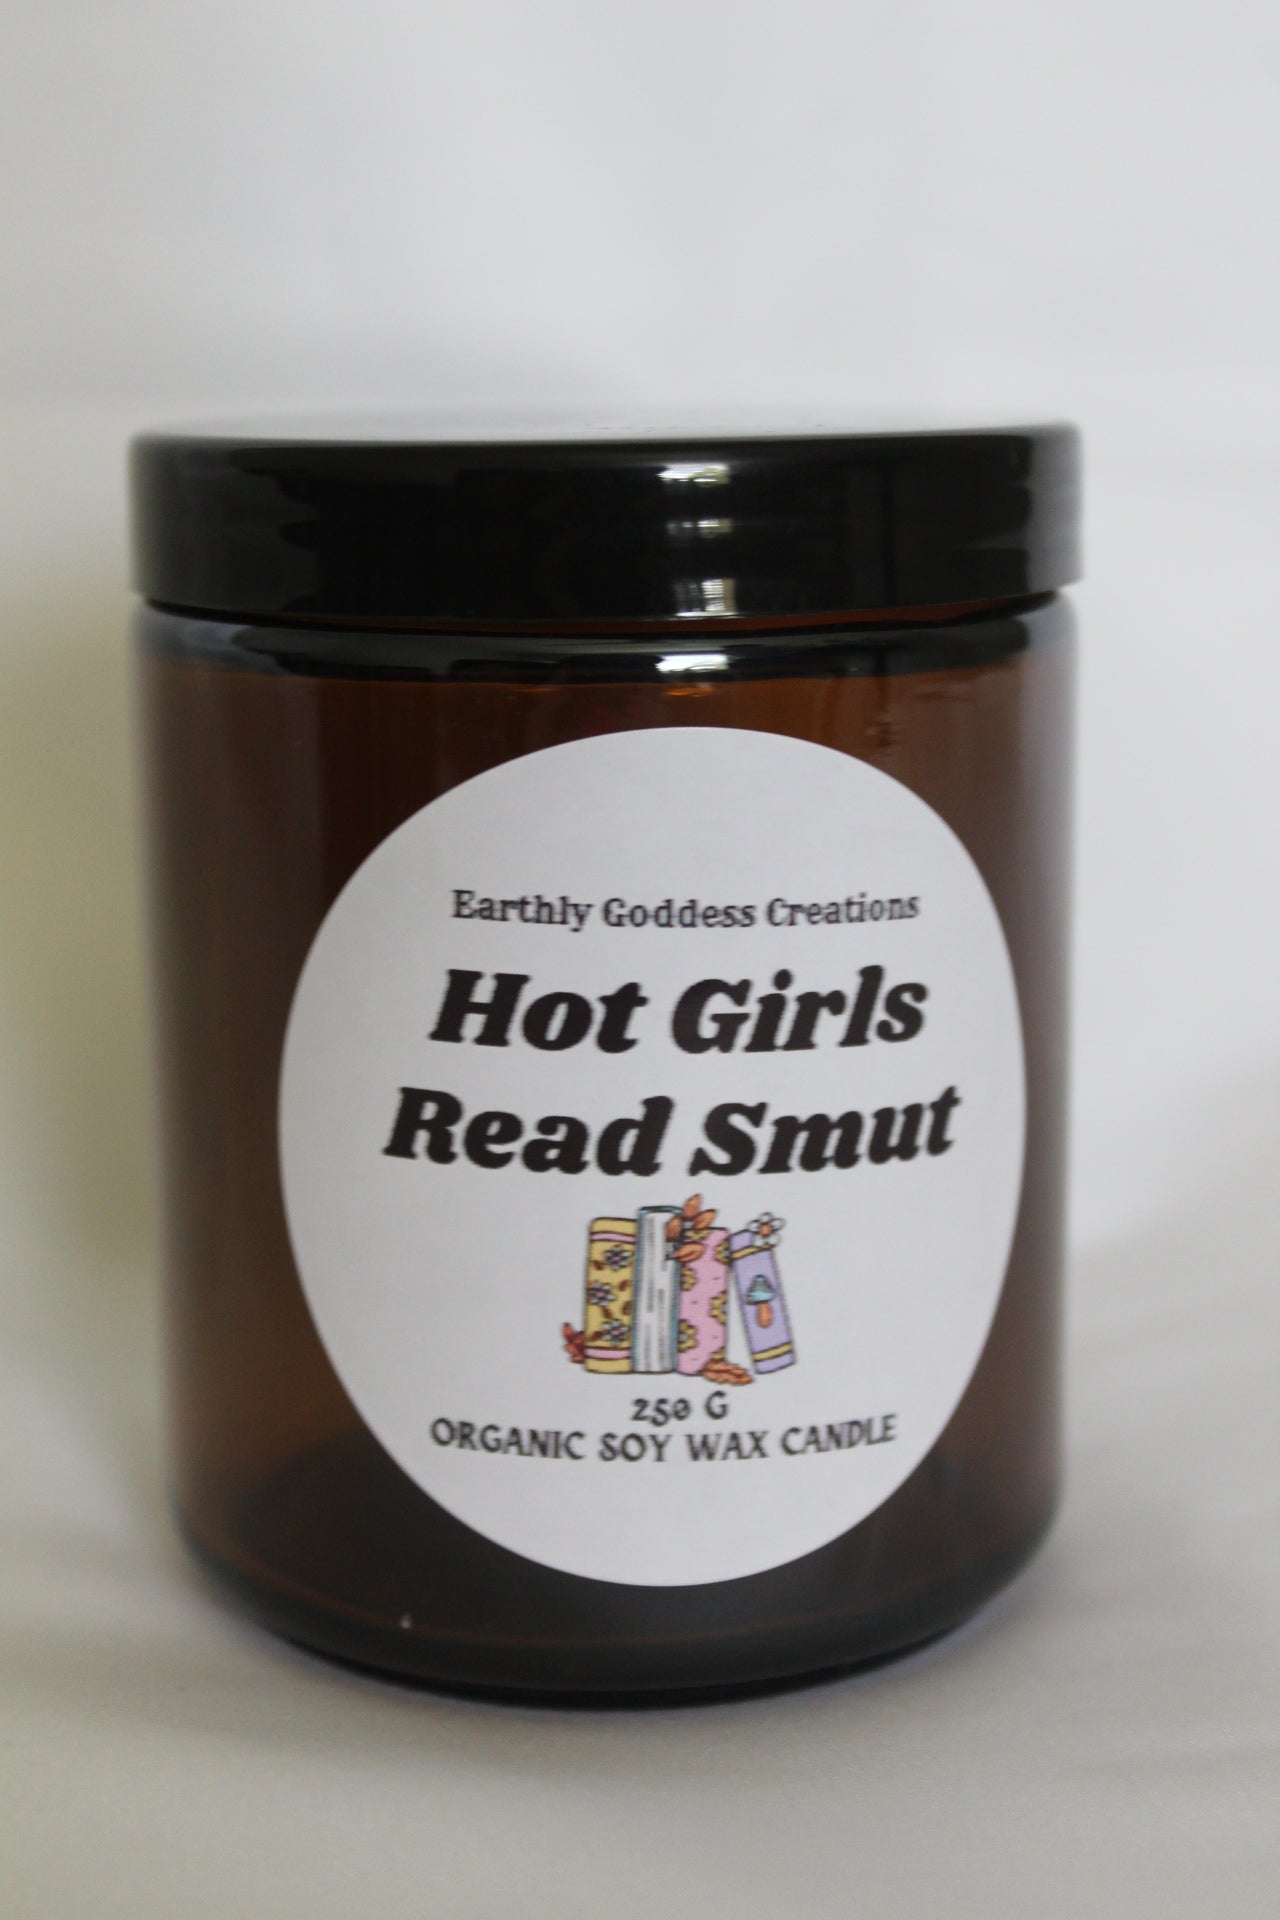 Earthly Goddess Creations
Hot Girls
Read Smut
250 G
ORGANIC SOY WAX CANDLE